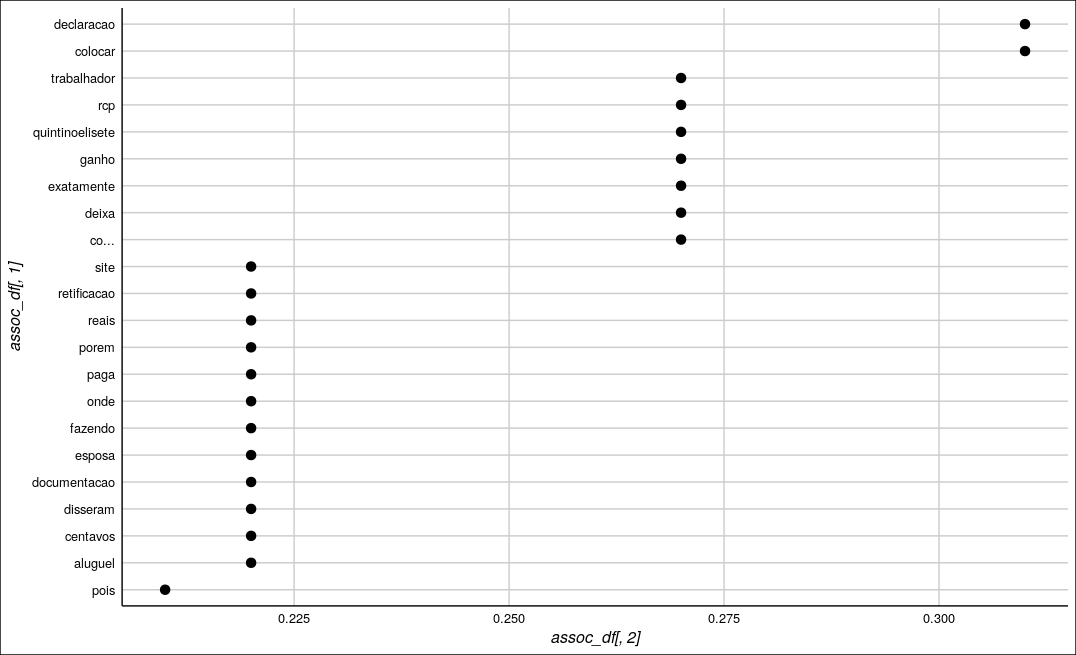 declaracao
colocar
trabalhador
rcp
quintinoelisete
ganho
exatamente
deixa
co...
site
retificacao
reais
porem
paga
onde
fazendo
esposa
documentacao
disseram
centavos
aluguel
pois
assoc_df[, 1]
0.225 0.250 0.275 0.300
assoc_df[, 2]